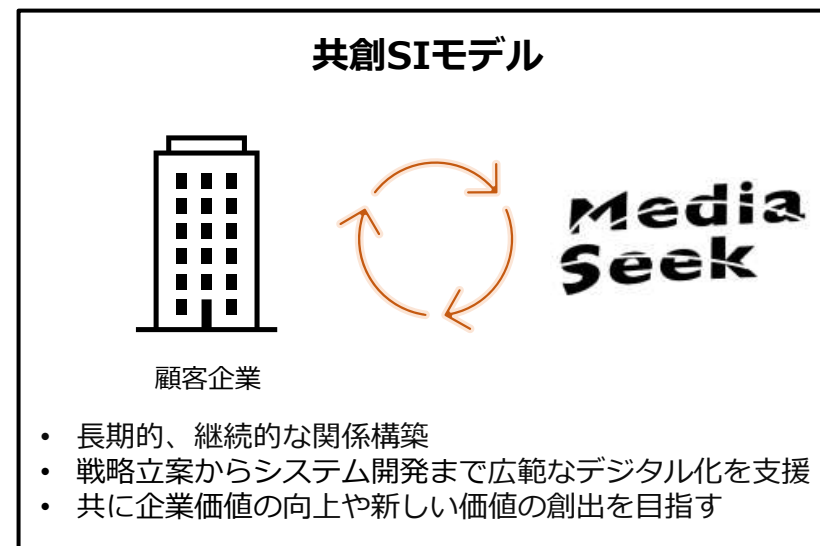 共創SIモデル
Media
Seek
顧客企業
• 長期的、継続的な関係構築
• 戦略立案からシステム開発まで広範なデジタル化を支援
• 共に企業価値の向上や新しい価値の創出を目指す